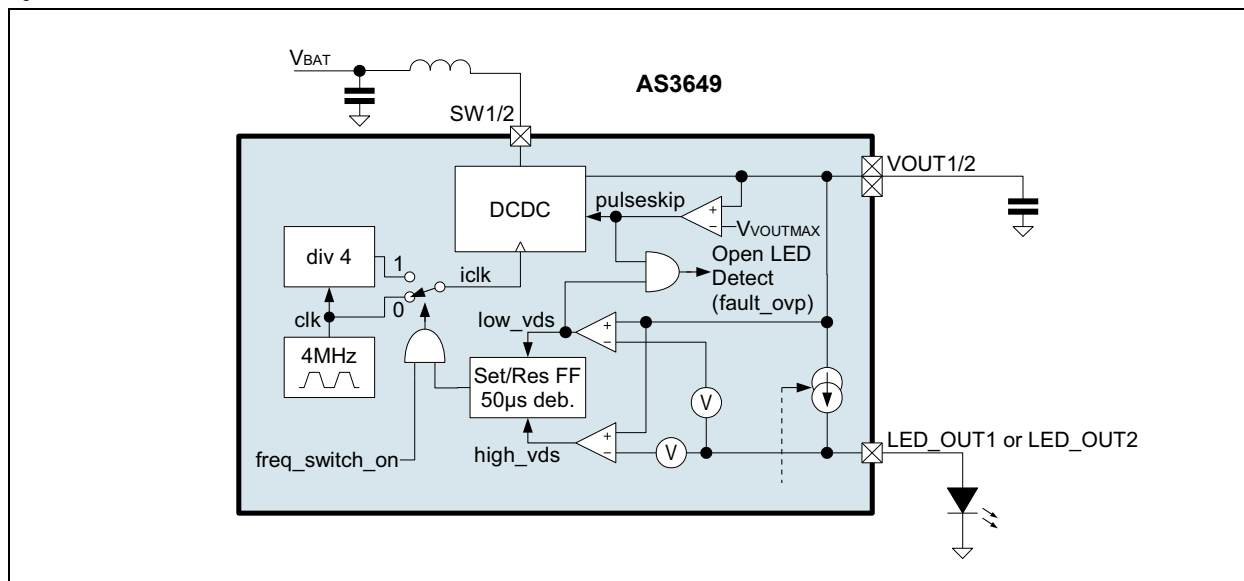 VBAT
AS3649
SW1/2
VOUT1/2
DCDC
pulseskip
+
−
VVOUTMAX
Open LED
Detect
(fault_ovp)
div 4
1
iclk
0
clk
low_vds
+
−
4MHz
Set/Res FF
50µs deb.
V
+
−
V
high_vds
freq_switch_on
LED_OUT1 or LED_OUT2